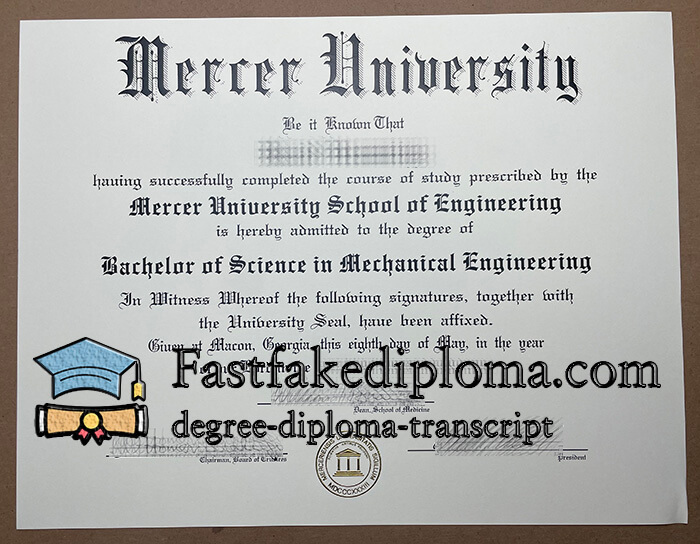 Mercer University
Be it Known That
having successfully completed the course of study prescribed by the
Mercer University School of Engineering
is hereby admitted to the degree of
Bachelor of Science in Mechanical Engineering
In Witness Whereof the following signatures, together with
the University Seal, have been affixed.
Given at Macon, Georgia, this eighth day of May, in the year
Fastfakediploma.com
Dean, School of Medicine
degree-diploma-transcript
Chairman, Board of Trustees
President
MDCCCXXXIII